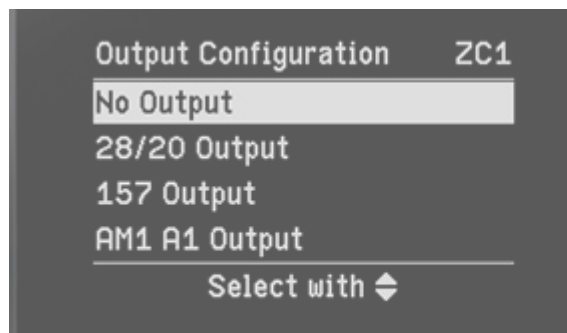 Output Configuration ZC1
No Output
28/20 Output
157 Output
AM1 A1 Output
Select with